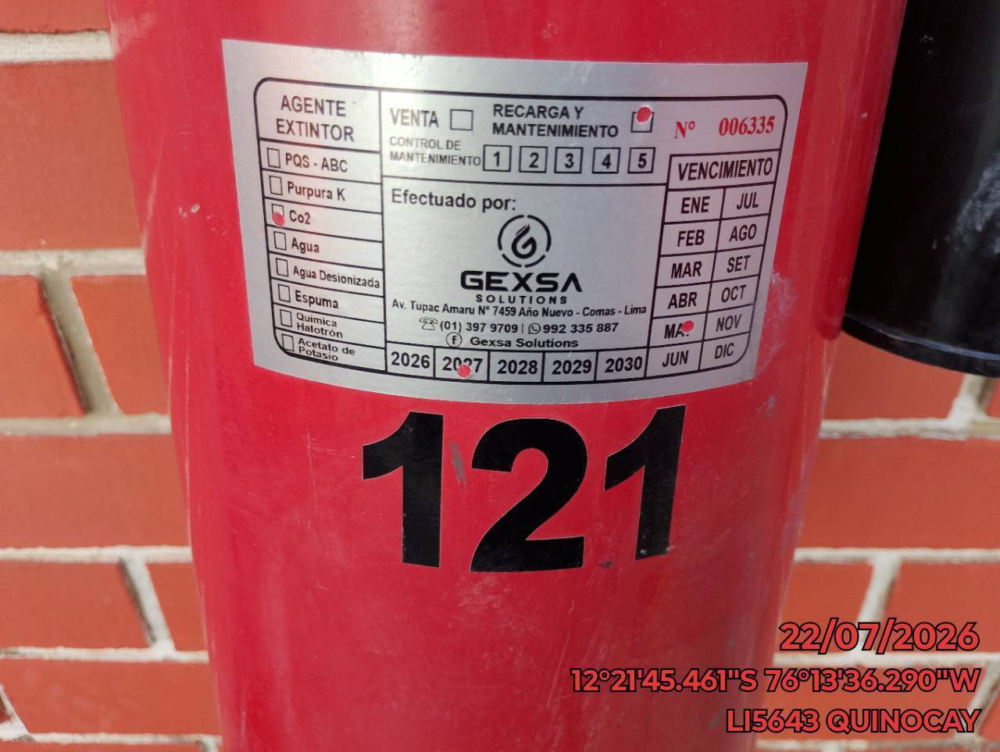 AGENTE
EXTINTOR
PQS - ABC
Purpura K
Co2
Agua
Agua Desionizada
Espuma
Quimica
Halotrón
Acetato de
Potasio
VENTA
RECARGA Y
MANTENIMIENTO
CONTROL DE
MANTENIMIENTO 1 2 3 4 5
Nº 006335
Efectuado por:
GEXSA
SOLUTIONS
Av. Tupac Amaru Nº 7459 Año Nuevo - Comas - Lima
(01) 397 9709 | 992 335 887
Gexsa Solutions
2026 2027 2028 2029 2030
VENCIMIENTO
ENE JUL
FEB AGO
MAR SET
ABR OCT
MAY NOV
JUN DIC
121
22/07/2026
12°21'45.461"S 76°13'36.290"W
LI5643 QUINOCAY